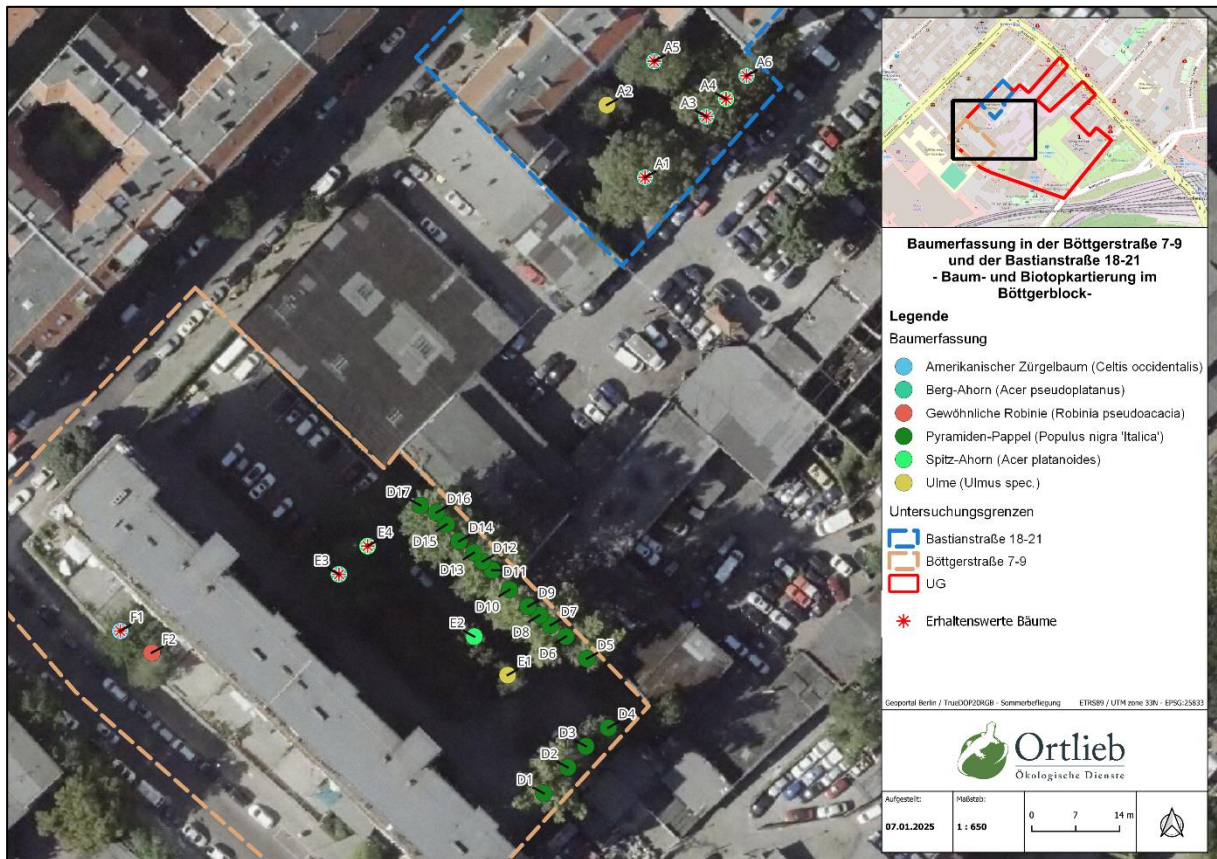 A5
A6
A2
A4
A3
A1
D17
D16
D15
D14
D13
D12
D11
D10
D9
D8
D7
D6
D5
E4
E3
E2
E1
F1
F2
D4
D3
D2
D1
Baumerfassung in der Böttgerstraße 7-9
und der Bastianstraße 18-21
- Baum- und Biotopkartierung im
Böttgerblock-
Legende
Baumerfassung
Amerikanischer Zürgelbaum (Celtis occidentalis)
Berg-Ahorn (Acer pseudoplatanus)
Gewöhnliche Robinie (Robinia pseudoacacia)
Pyramiden-Pappel (Populus nigra 'Italica')
Spitz-Ahorn (Acer platanoides)
Ulme (Ulmus spec.)
Untersuchungsgrenzen
Bastianstraße 18-21
Böttgerstraße 7-9
UG
Erhaltenswerte Bäume
Geoportal Berlin / TrueDOP20RGB - Sommerbefliegung ETRS89 / UTM zone 33N - EPSG:25833
Ortlieb
Ökologische Dienste
Aufgestellt:
07.01.2025
Maßstab:
1 : 650
0 7 14 m